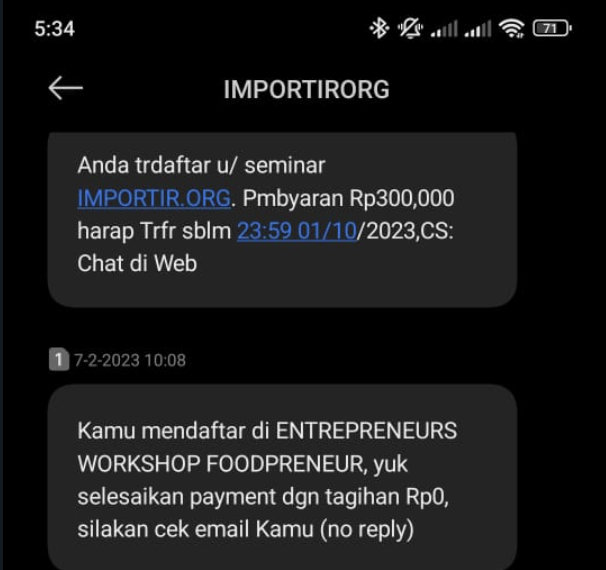 5:34
71
IMPORTIRORG
Anda trdaftar u/ seminar
IMPORTIR.ORG. Pmbyaran Rp300,000
harap Trfr sblm 23:59 01/10/2023,CS:
Chat di Web
1 7-2-2023 10:08
Kamu mendaftar di ENTREPRENEURS
WORKSHOP FOODPRENEUR, yuk
selesaikan payment dgn tagihan Rp0,
silakan cek email Kamu (no reply)